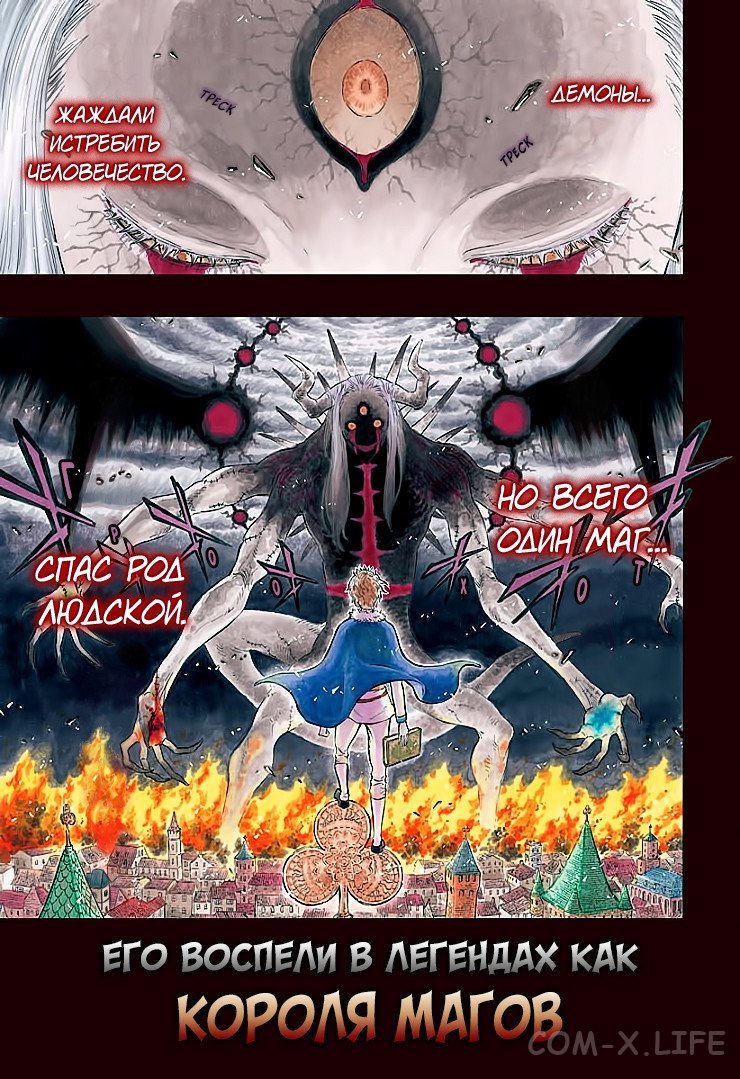 ДЕМОНЫ...
ЖАЖДАЛИ
ИСТРЕБИТЬ
ЧЕЛОВЕЧЕСТВО.
ТРЕСК
ТРЕСК
НО ВСЕГО
ОДИН МАГ...
СПАС РОД
ЛЮДСКОЙ.
Г Р О Х О Т
ЕГО ВОСПЕЛИ В ЛЕГЕНДАХ КАК
КОРОЛЯ МАГОВ
COM-X.LIFE